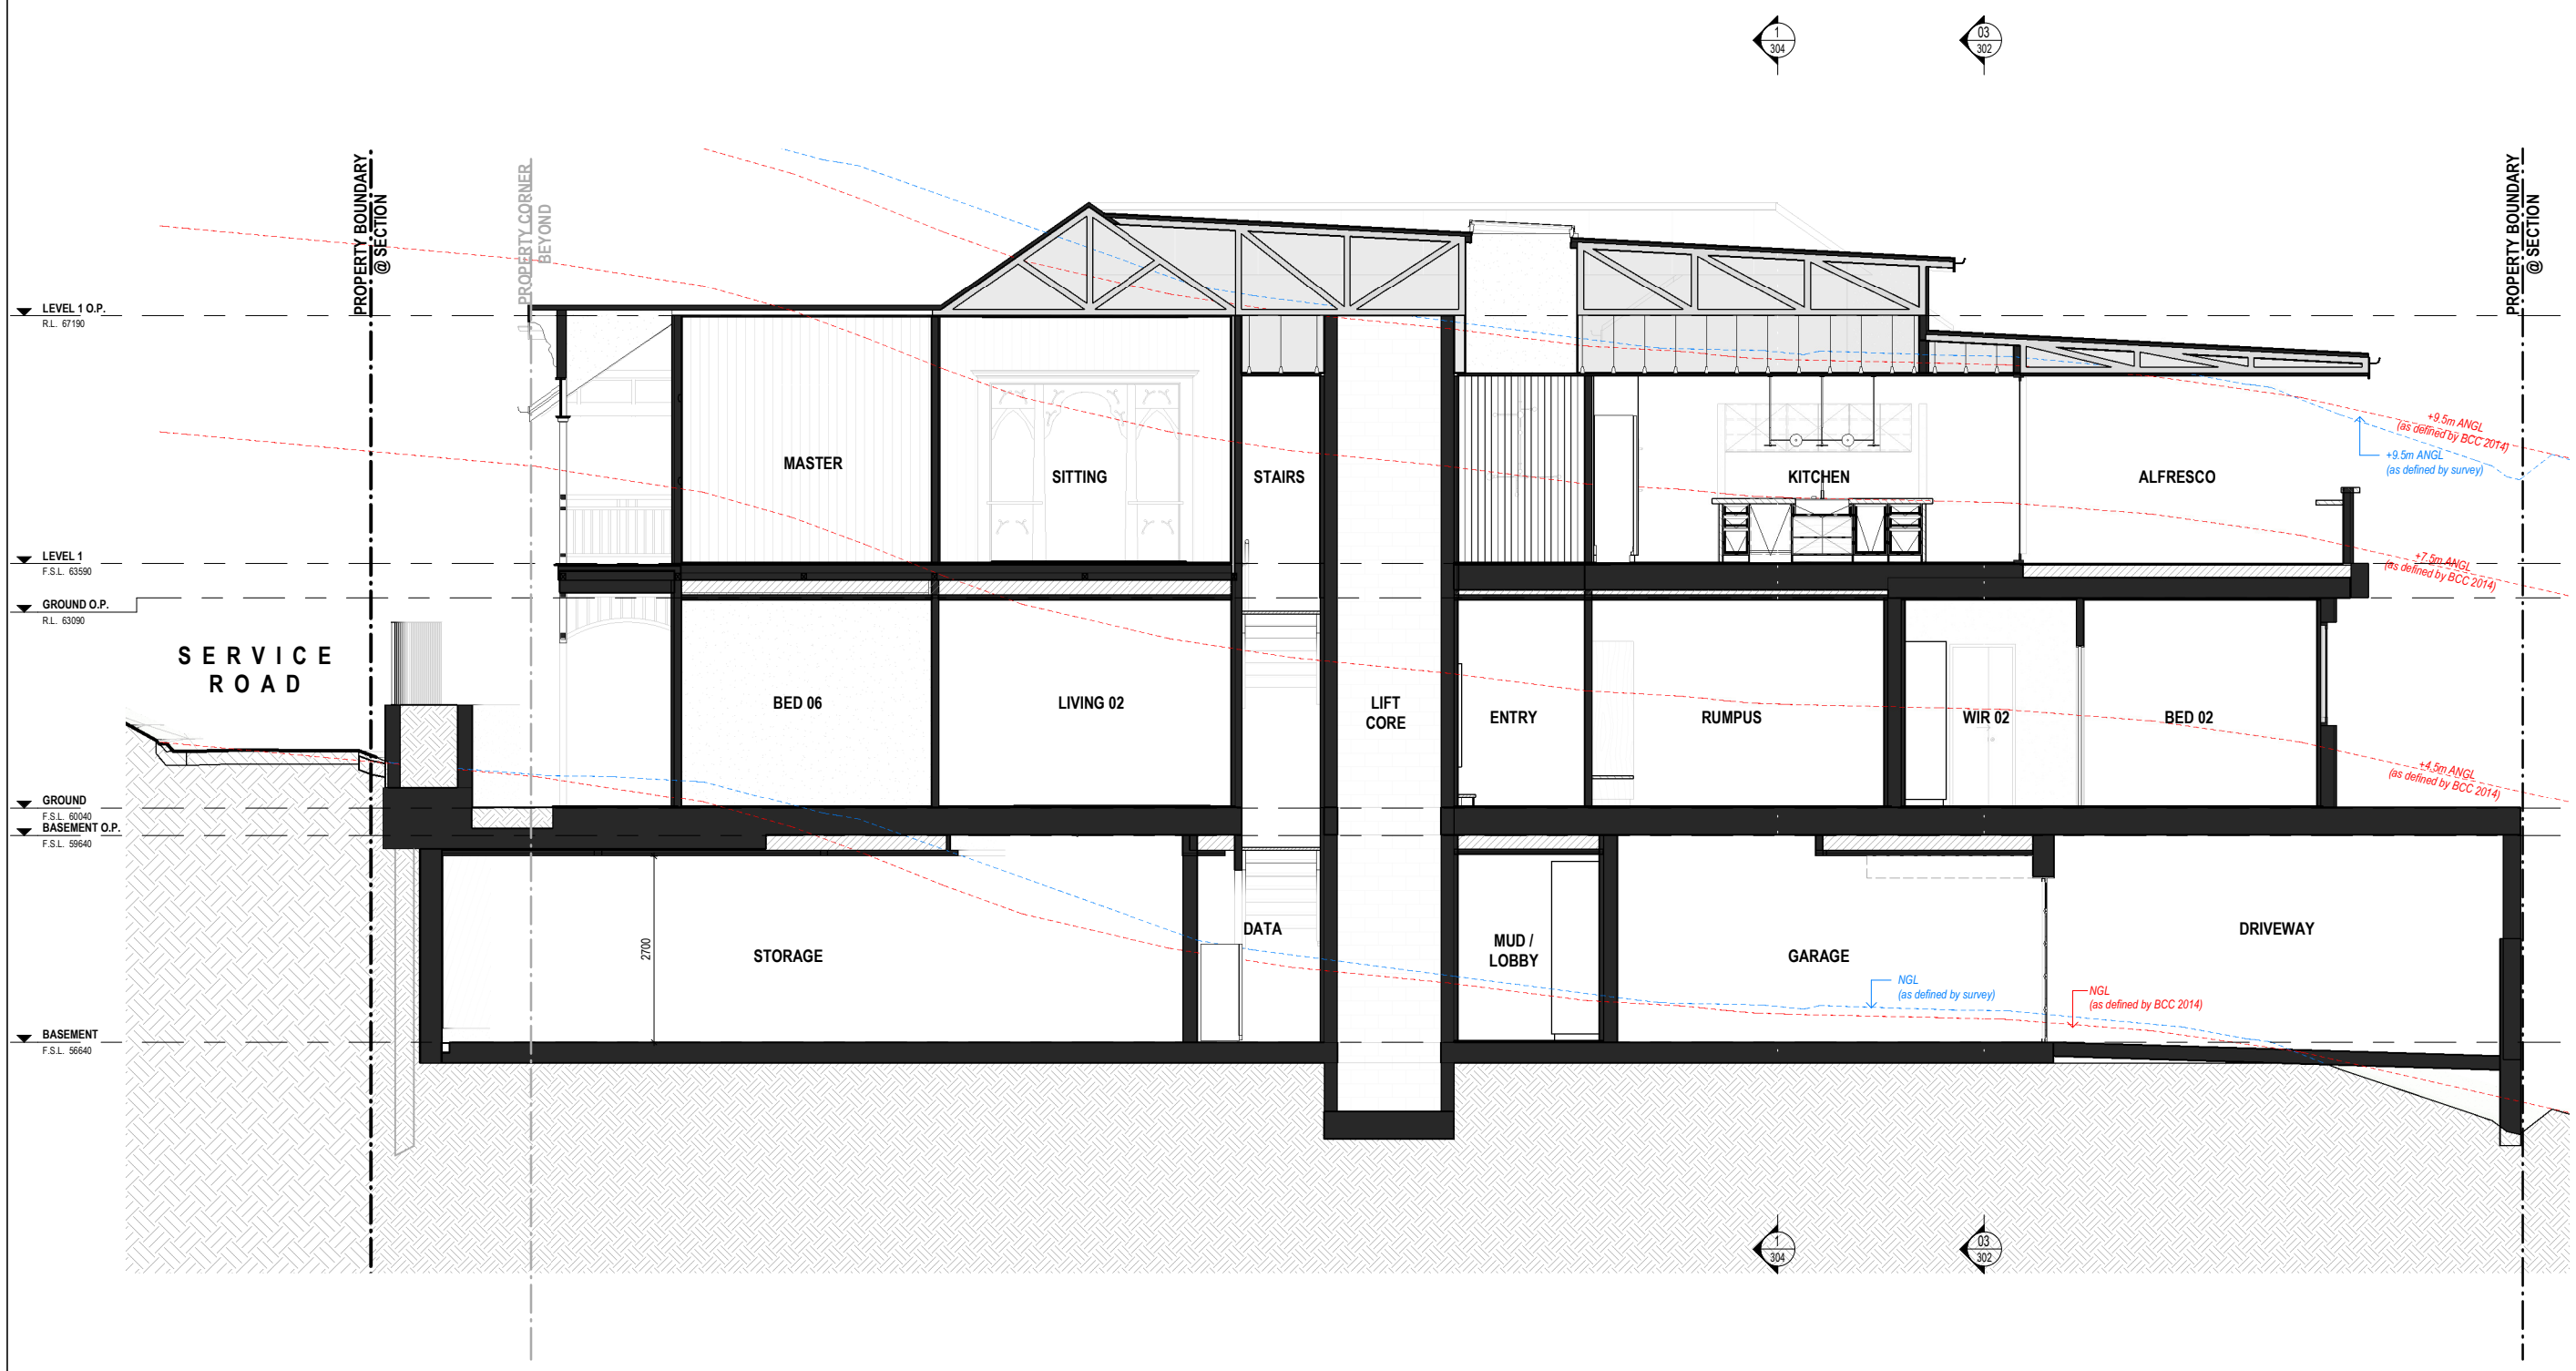 1
304
03
302
PROPERTY BOUNDARY
@ SECTION
PROPERTY CORNER
BEYOND
PROPERTY BOUNDARY
@ SECTION
LEVEL 1 O.P.
R.L. 67190
+9.5m ANGL
(as defined by BCC 2014)
+9.5m ANGL
(as defined by survey)
MASTER
SITTING
STAIRS
KITCHEN
ALFRESCO
LEVEL 1
F.S.L. 63590
+7.5m ANGL
(as defined by BCC 2014)
GROUND O.P.
R.L. 63090
SERVICE
ROAD
BED 06
LIVING 02
LIFT
CORE
ENTRY
RUMPUS
WIR 02
BED 02
+4.5m ANGL
(as defined by BCC 2014)
GROUND
F.S.L. 60040
BASEMENT O.P.
F.S.L. 59640
2700
STORAGE
DATA
MUD /
LOBBY
GARAGE
DRIVEWAY
NGL
(as defined by survey)
NGL
(as defined by BCC 2014)
BASEMENT
F.S.L. 56640
1
304
03
302